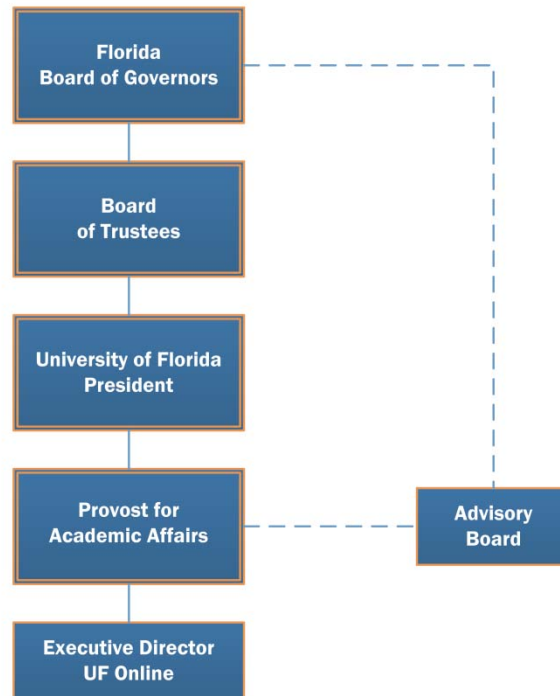 Florida
Board of Governors
Board
of Trustees
University of Florida
President
Provost for
Academic Affairs
Advisory
Board
Executive Director
UF Online